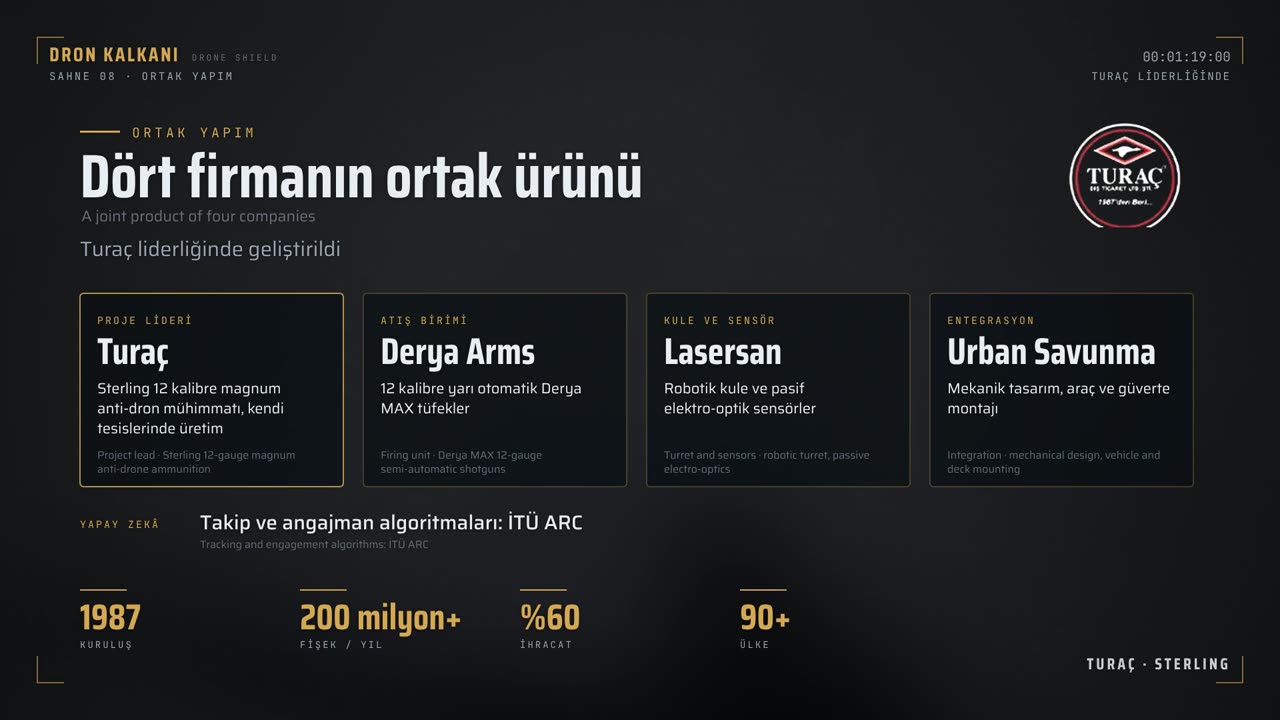 DRON KALKANI DRONE SHIELD
SAHNE 08 · ORTAK YAPIM
00:01:19:00
TURAÇ LİDERLİĞİNDE
ORTAK YAPIM
Dört firmanın ortak ürünü
A joint product of four companies
Turaç liderliğinde geliştirildi
TURAÇ
DIŞ TİCARET LTD. ŞTİ.
1987'den Beri...
PROJE LİDERİ
Turaç
Sterling 12 kalibre magnum
anti-dron mühimmatı, kendi
tesislerinde üretim
Project lead · Sterling 12-gauge magnum
anti-drone ammunition
ATIŞ BİRİMİ
Derya Arms
12 kalibre yarı otomatik Derya
MAX tüfekler
Firing unit · Derya MAX 12-gauge
semi-automatic shotguns
KULE VE SENSÖR
Lasersan
Robotik kule ve pasif
elektro-optik sensörler
Turret and sensors · robotic turret, passive
electro-optics
ENTEGRASYON
Urban Savunma
Mekanik tasarım, araç ve güverte
montajı
Integration · mechanical design, vehicle and
deck mounting
YAPAY ZEKÂ
Takip ve angajman algoritmaları: İTÜ ARC
Tracking and engagement algorithms: İTÜ ARC
1987
KURULUŞ
200 milyon+
FİŞEK / YIL
%60
İHRACAT
90+
ÜLKE
TURAÇ · STERLING